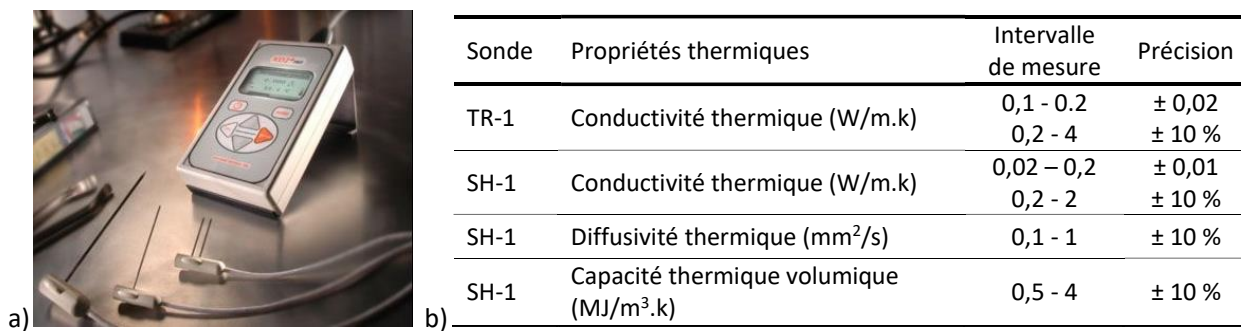 a)
b)
Sonde Propriétés thermiques Intervalle de mesure Précision
TR-1 Conductivité thermique (W/m.k) 0,1 - 0.2 ± 0,02
0,2 - 4 ± 10 %
SH-1 Conductivité thermique (W/m.k) 0,02 – 0,2 ± 0,01
0,2 - 2 ± 10 %
SH-1 Diffusivité thermique (mm²/s) 0,1 - 1 ± 10 %
SH-1 Capacité thermique volumique (MJ/m³.k) 0,5 - 4 ± 10 %